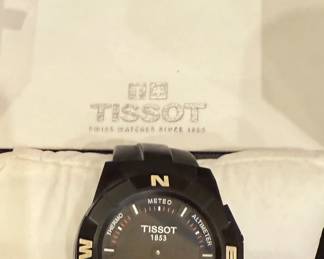 TISSOT
SWISS WATCHES SINCE 1853
N
METEO
THERMO
ALTIMETER
TISSOT
1853
W
E